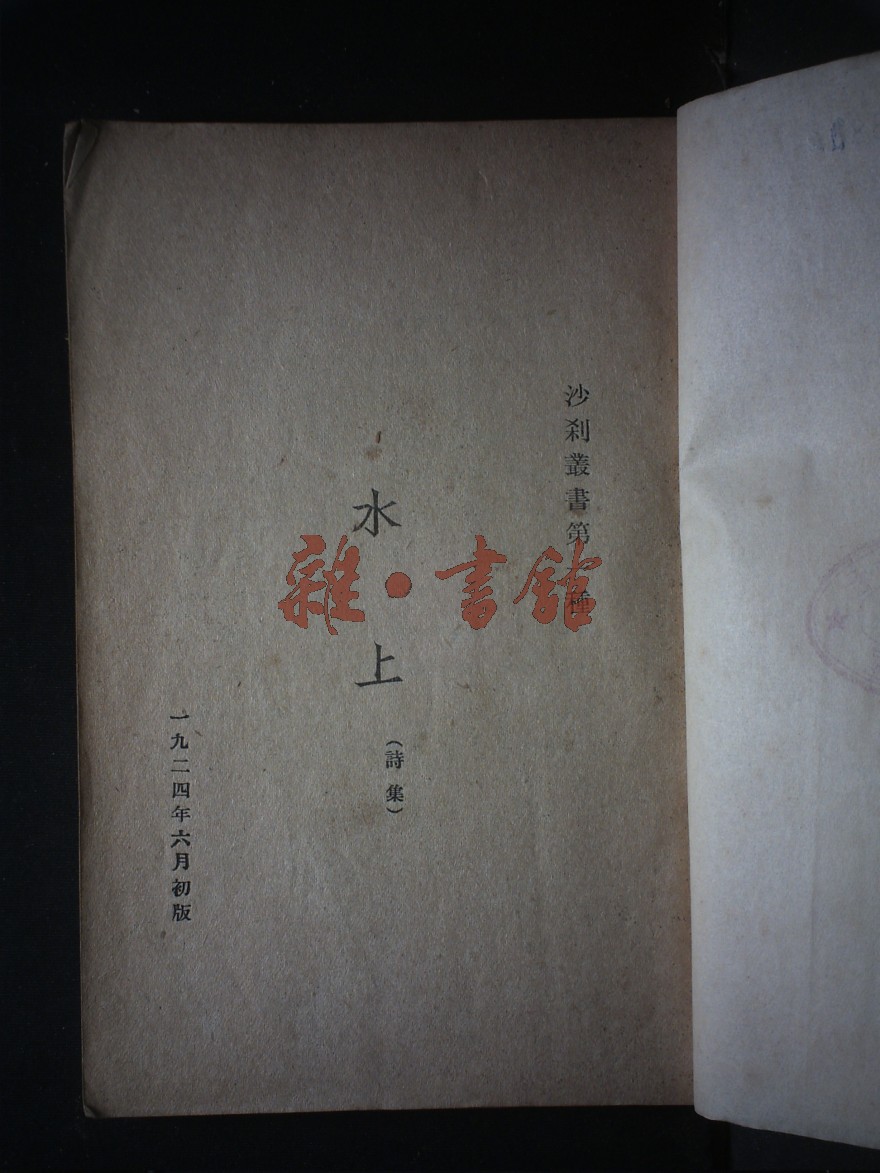 沙刹叢書第 種
水上
(詩集)
一九二四年六月初版
雜·書館